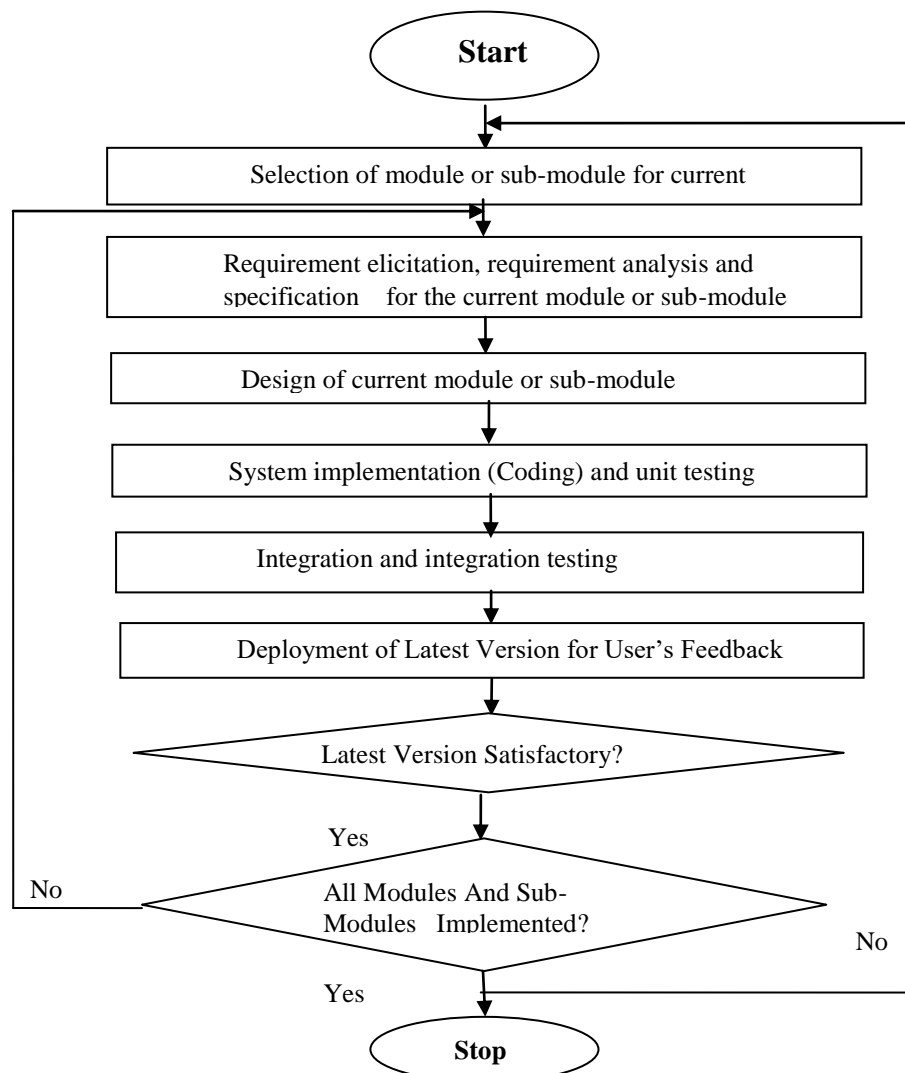 Start
Selection of module or sub-module for current
Requirement elicitation, requirement analysis and
specification for the current module or sub-module
Design of current module or sub-module
System implementation (Coding) and unit testing
Integration and integration testing
Deployment of Latest Version for User’s Feedback
Latest Version Satisfactory?
Yes
No
All Modules And Sub-
Modules Implemented?
No
Yes
Stop